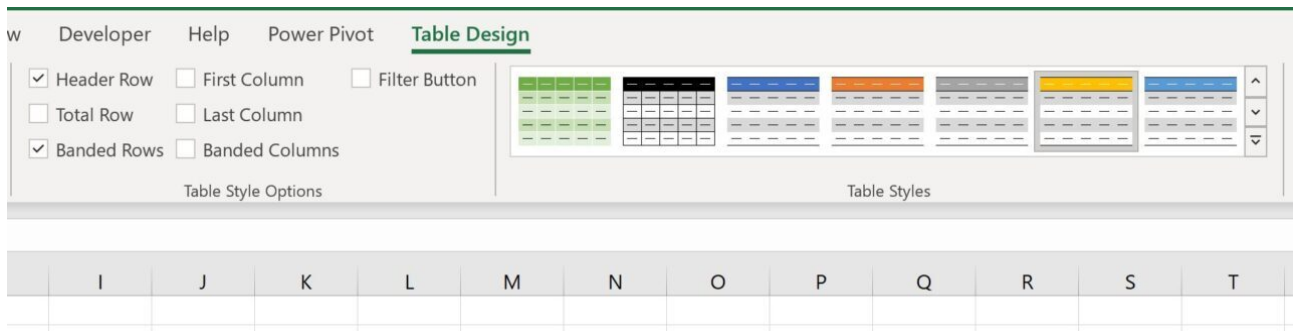 w Developer Help Power Pivot Table Design
Header Row First Column Filter Button
Total Row Last Column
Banded Rows Banded Columns
Table Style Options Table Styles
I J K L M N O P Q R S T